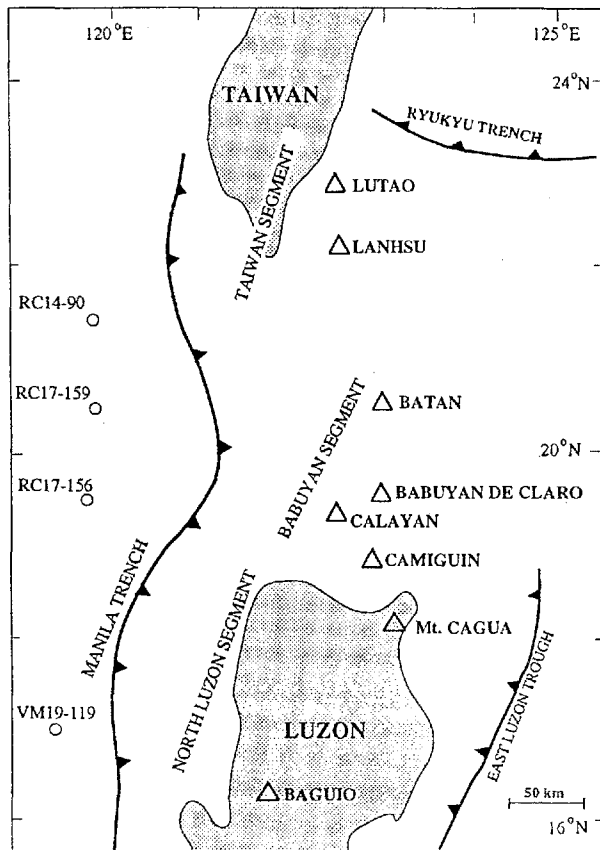 120°E
125°E
24°N
TAIWAN
RYUKYU TRENCH
LUTAO
TAIWAN SEGMENT
LANHSU
RC14-90
RC17-159
BATAN
BABUYAN SEGMENT
20°N
RC17-156
BABUYAN DE CLARO
CALAYAN
CAMIGUIN
MANILA TRENCH
NORTH LUZON SEGMENT
Mt. CAGUA
EAST LUZON TROUGH
VM19-119
LUZON
BAGUIO
50 km
16°N